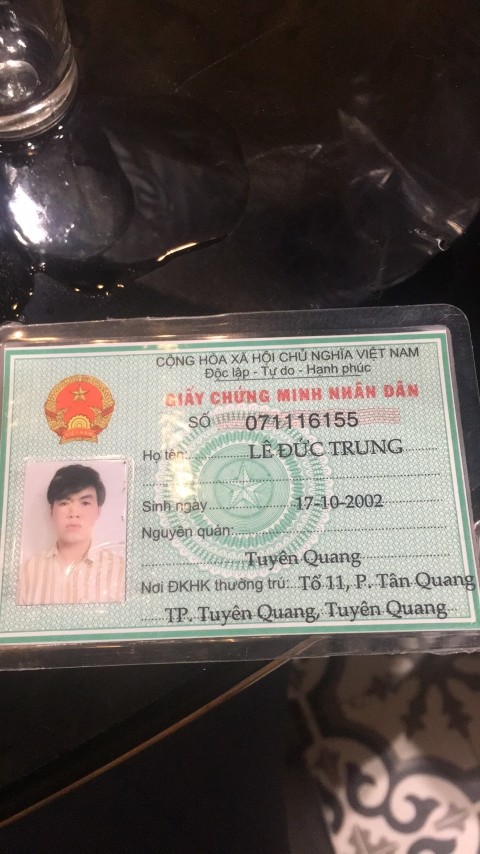 CỘNG HÒA XÃ HỘI CHỦ NGHĨA VIỆT NAM
Độc lập - Tự do - Hạnh phúc
GIẤY CHỨNG MINH NHÂN DÂN
SỐ 071116155
Họ tên: LÊ ĐỨC TRUNG
Sinh ngày 17-10-2002
Nguyên quán:
Tuyên Quang
Nơi ĐKHK thường trú: Tổ 11, P. Tân Quang
TP. Tuyên Quang, Tuyên Quang